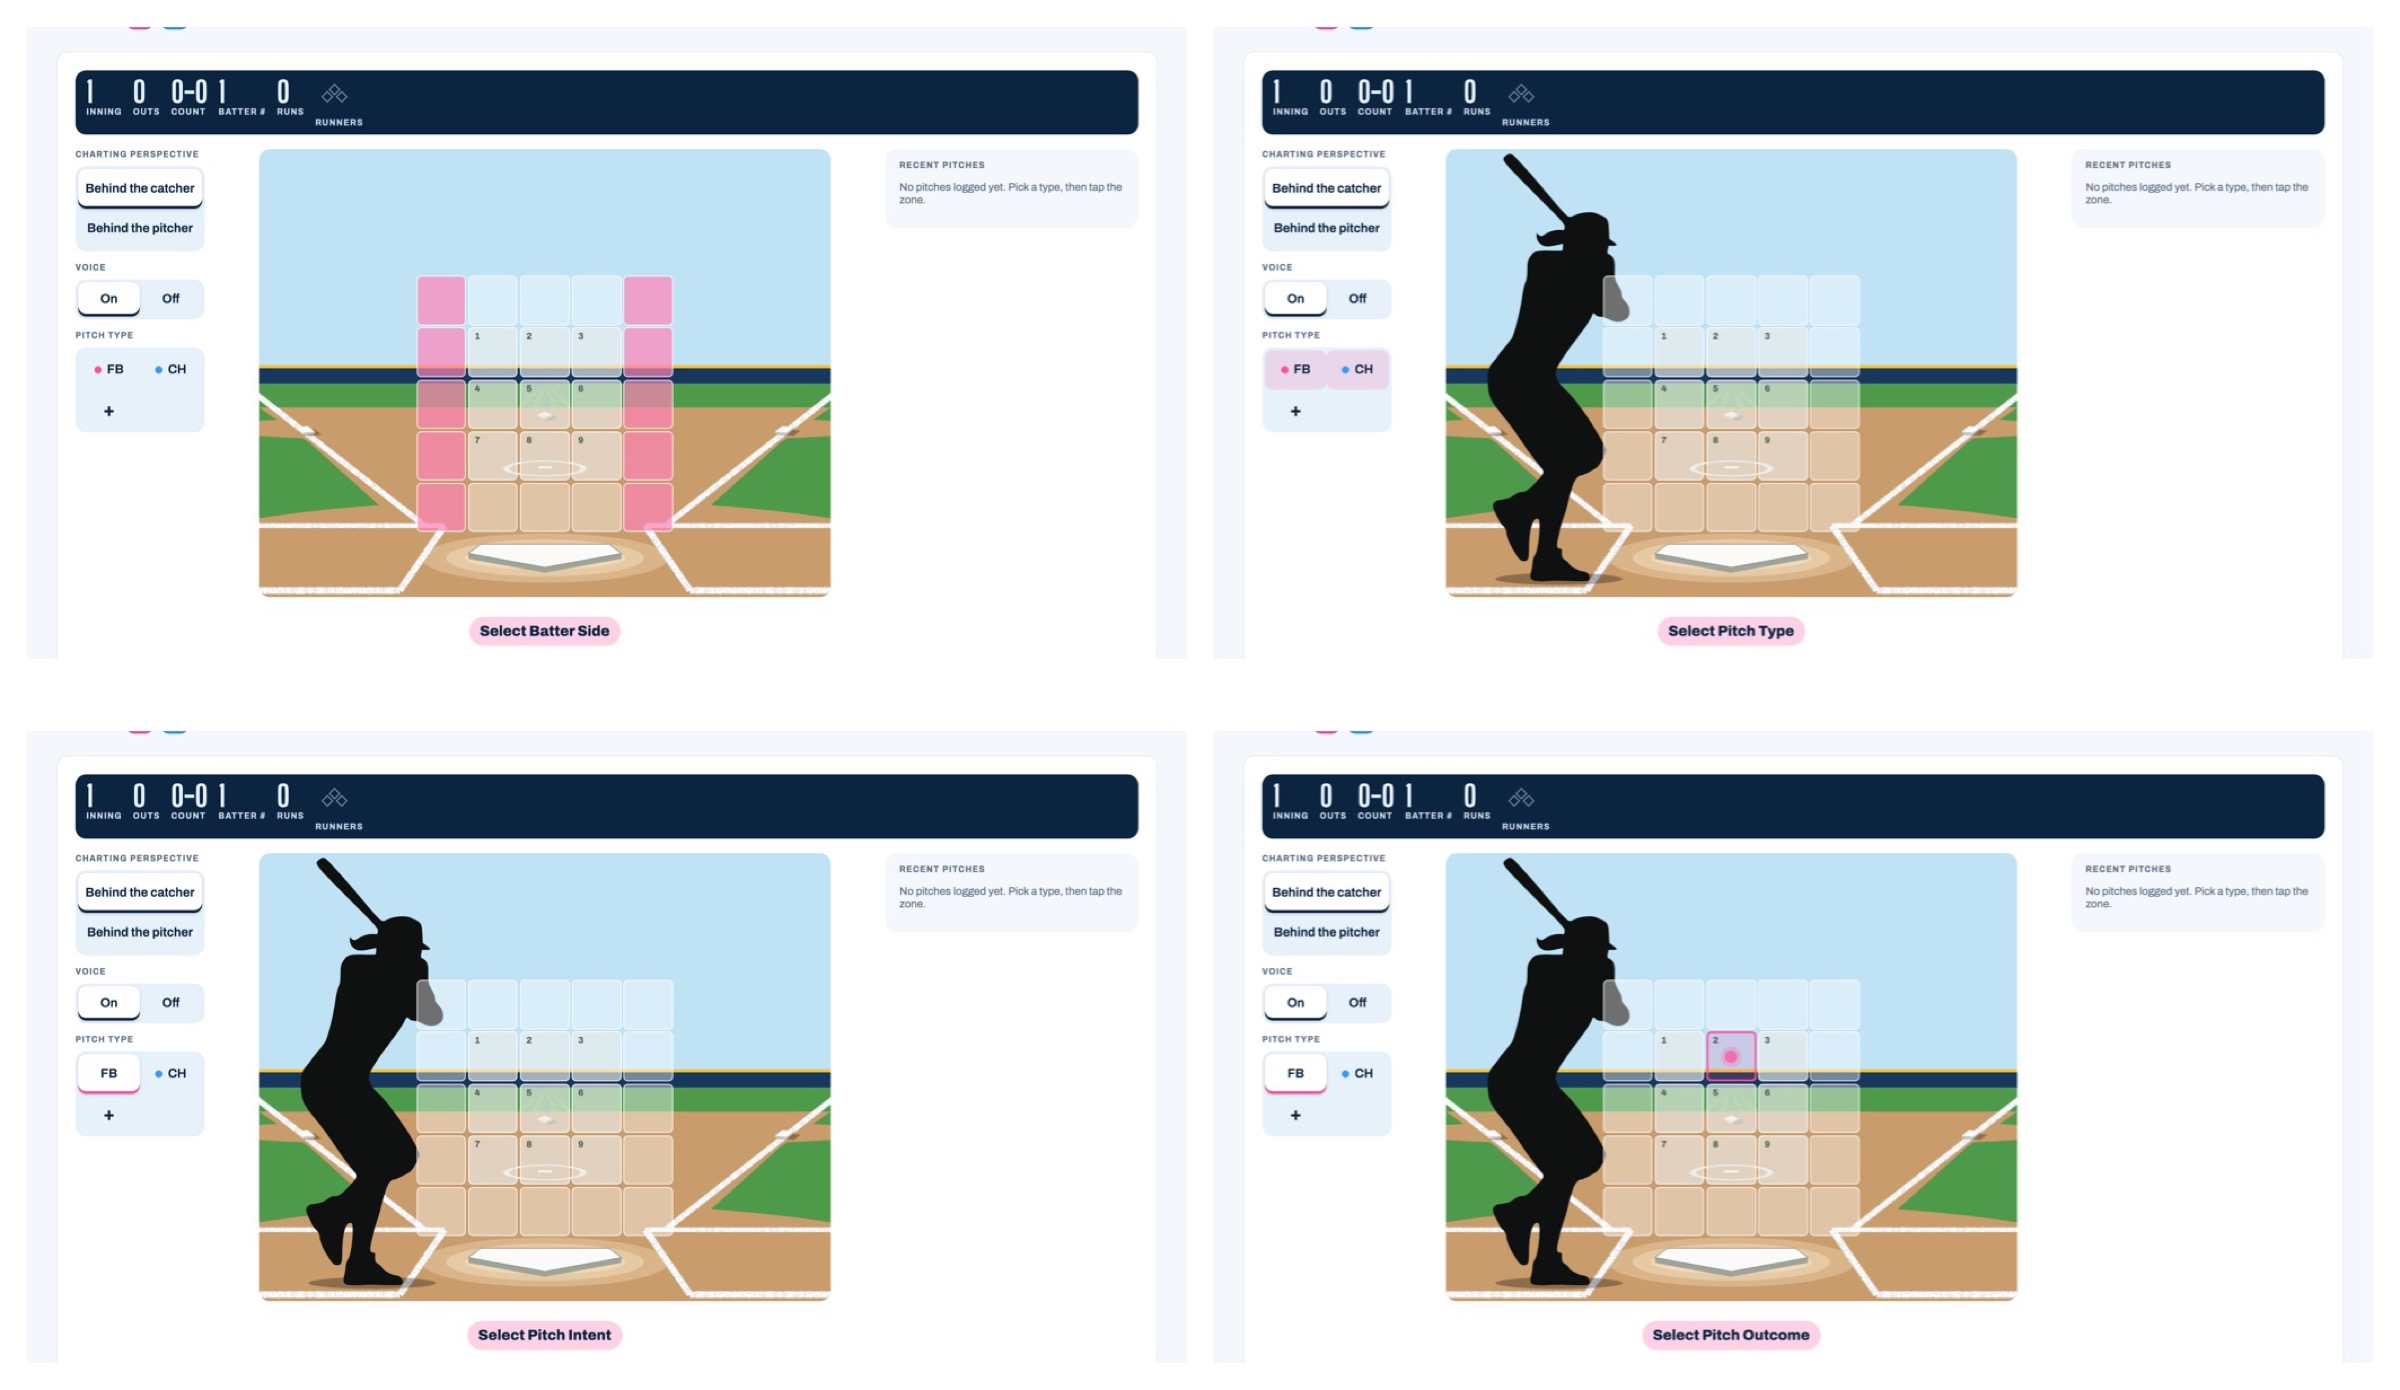 1 0 0-0 1 0
INNING OUTS COUNT BATTER # RUNS
RUNNERS
CHARTING PERSPECTIVE
Behind the catcher
Behind the pitcher
VOICE
On Off
PITCH TYPE
FB CH
+
1 2 3
4 5 6
7 8 9
RECENT PITCHES
No pitches logged yet. Pick a type, then tap the
zone.
Select Batter Side
1 0 0-0 1 0
INNING OUTS COUNT BATTER # RUNS
RUNNERS
CHARTING PERSPECTIVE
Behind the catcher
Behind the pitcher
VOICE
On Off
PITCH TYPE
FB CH
+
1 2 3
4 5 6
7 8 9
RECENT PITCHES
No pitches logged yet. Pick a type, then tap the
zone.
Select Pitch Type
1 0 0-0 1 0
INNING OUTS COUNT BATTER # RUNS
RUNNERS
CHARTING PERSPECTIVE
Behind the catcher
Behind the pitcher
VOICE
On Off
PITCH TYPE
FB CH
+
1 2 3
4 5 6
7 8 9
RECENT PITCHES
No pitches logged yet. Pick a type, then tap the
zone.
Select Pitch Intent
1 0 0-0 1 0
INNING OUTS COUNT BATTER # RUNS
RUNNERS
CHARTING PERSPECTIVE
Behind the catcher
Behind the pitcher
VOICE
On Off
PITCH TYPE
FB CH
+
1 2 3
4 5 6
7 8 9
RECENT PITCHES
No pitches logged yet. Pick a type, then tap the
zone.
Select Pitch Outcome